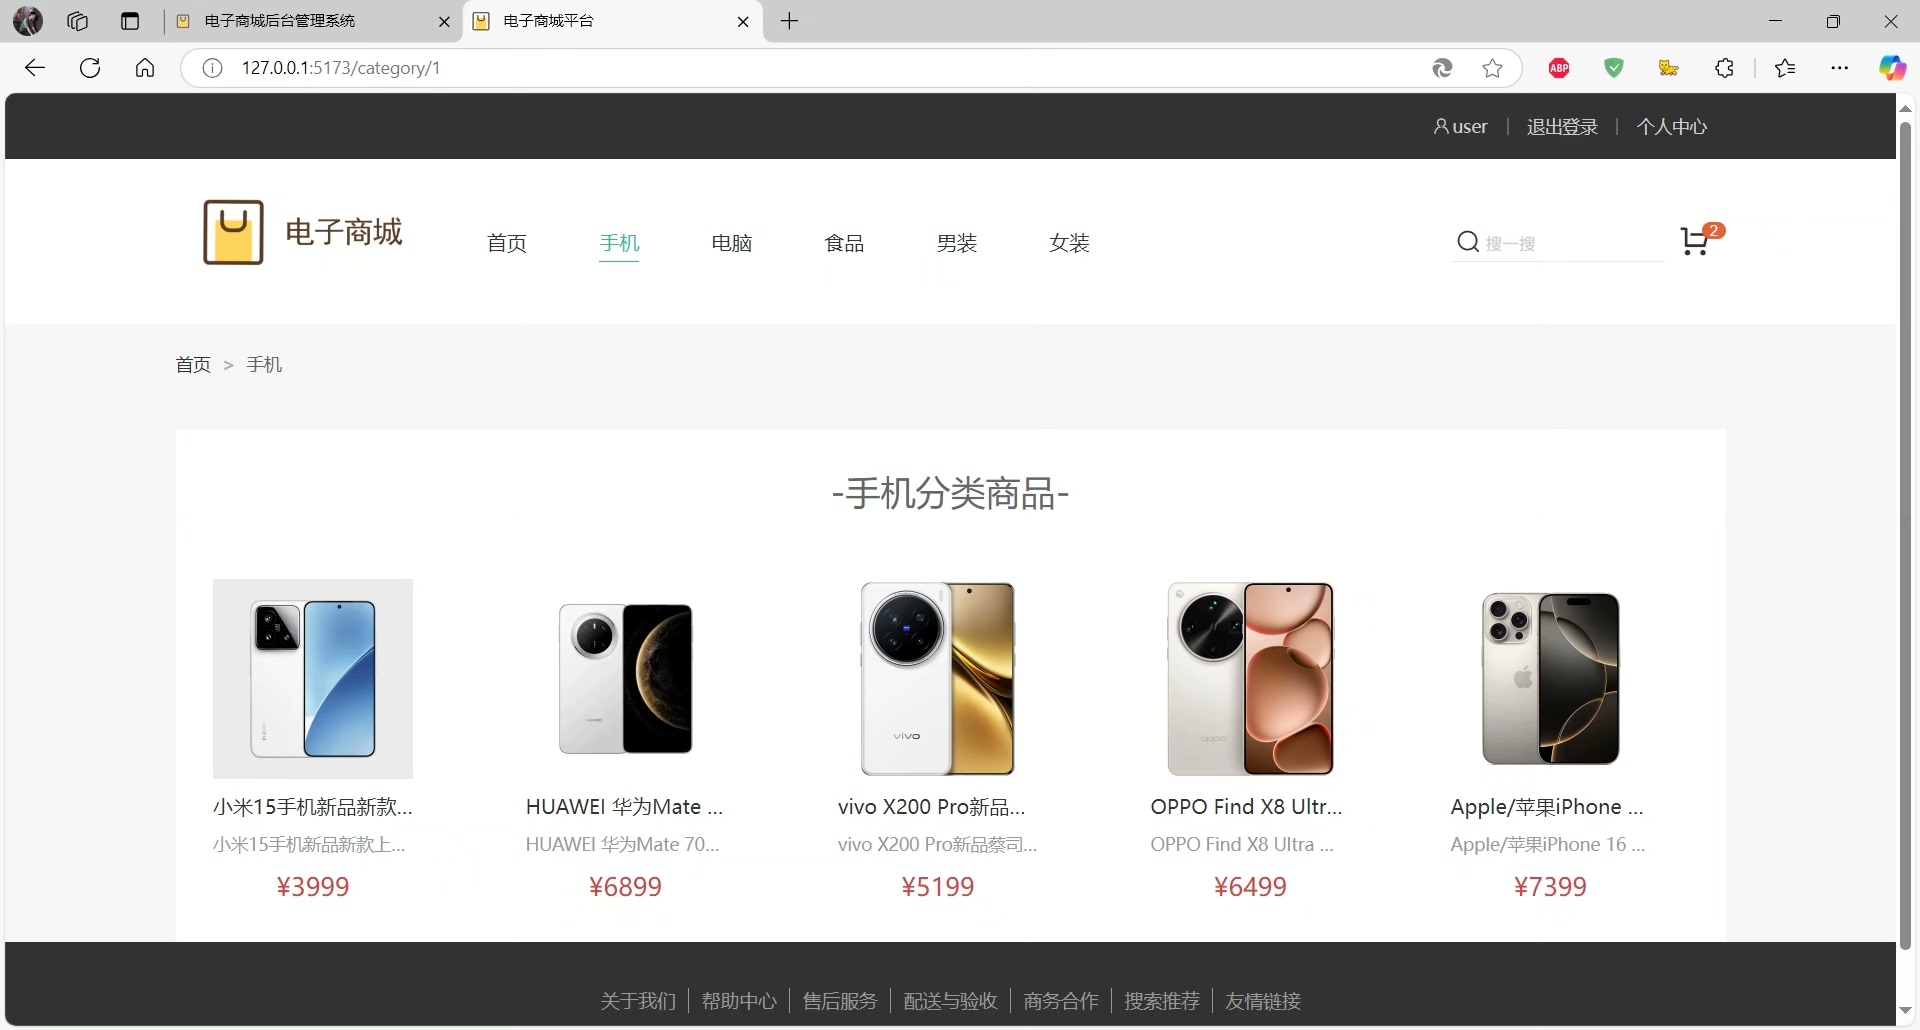 电子商城后台管理系统
电子商城平台
127.0.0.1:5173/category/1
ABP
user | 退出登录 | 个人中心
电子商城
首页 手机 电脑 食品 男装 女装
搜一搜
2
首页 > 手机
-手机分类商品-
vivo
oppo
小米15手机新品新款...
小米15手机新品新款上...
¥3999
HUAWEI 华为Mate ...
HUAWEI 华为Mate 70...
¥6899
vivo X200 Pro新品...
vivo X200 Pro新品蔡司...
¥5199
OPPO Find X8 Ultr...
OPPO Find X8 Ultra ...
¥6499
Apple/苹果iPhone ...
Apple/苹果iPhone 16 ...
¥7399
关于我们 | 帮助中心 | 售后服务 | 配送与验收 | 商务合作 | 搜索推荐 | 友情链接